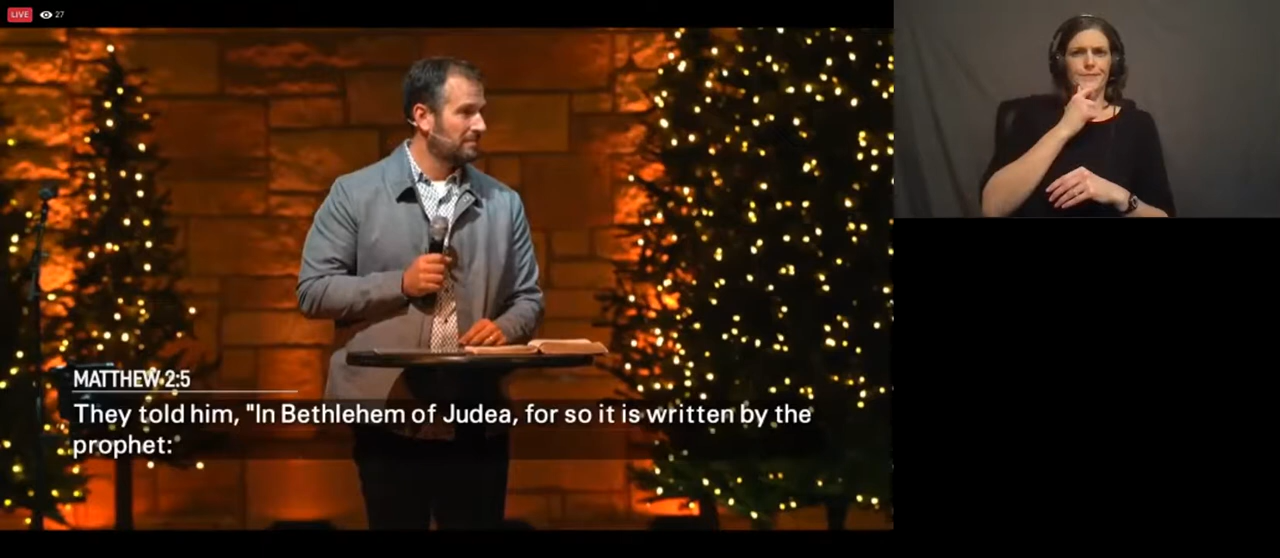 LIVE 27
MATTHEW 2:5
They told him, "In Bethlehem of Judea, for so it is written by the
prophet: